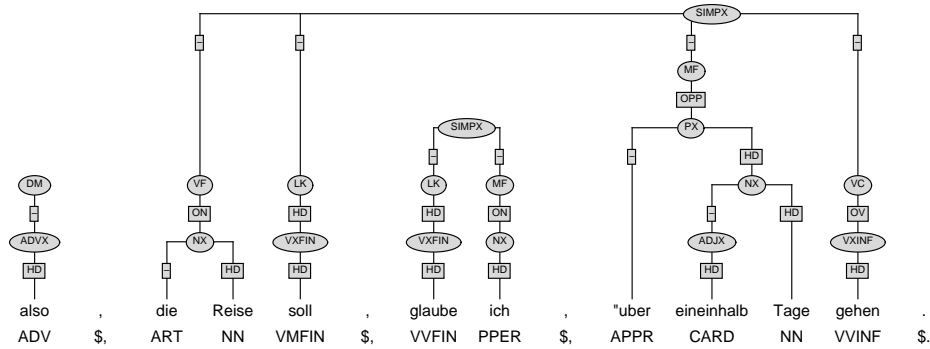 SIMPX
– – – –
MF
OPP
SIMPX PX
– – – HD
DM VF LK LK MF NX VC
– ON HD HD ON – HD OV
ADVX NX VXFIN VXFIN NX ADJX VXINF
HD – HD HD HD HD HD HD
also , die Reise soll , glaube ich , "uber eineinhalb Tage gehen .
ADV $, ART NN VMFIN $, VVFIN PPER $, APPR CARD NN VVINF $.